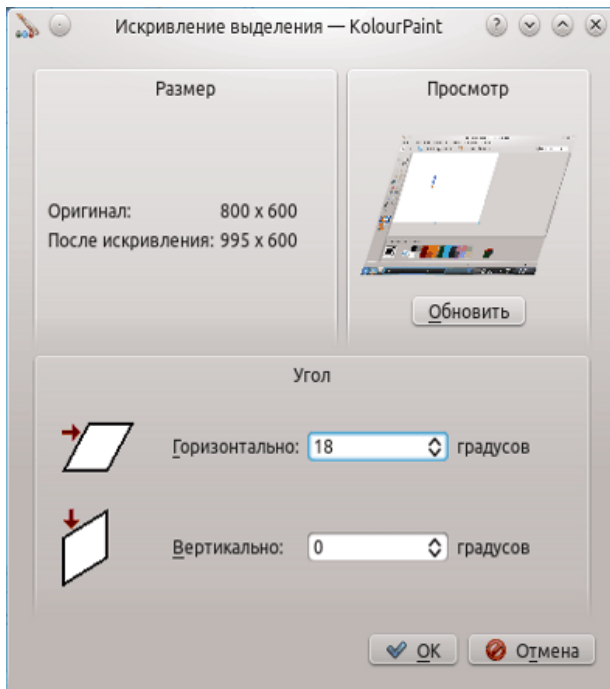 Искривление выделения — KolourPaint
Размер
Просмотр
Оригинал: 800 x 600
После искривления: 995 x 600
Обновить
Угол
Горизонтально: 18 градусов
Вертикально: 0 градусов
OK
Отмена